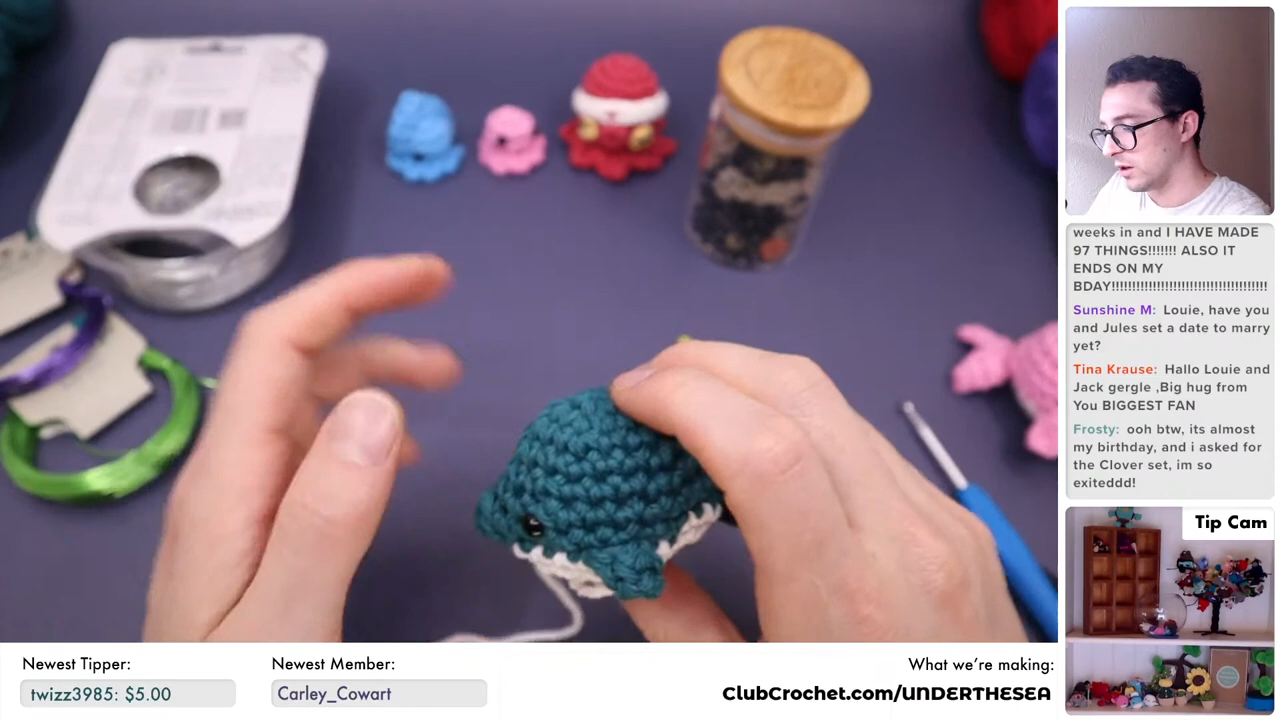 weeks in and I HAVE MADE
97 THINGS!!!!!!! ALSO IT
ENDS ON MY
BDAY!!!!!!!!!!!!!!!!!!!!!!!!!!!!!!!!!!!!!!!!
Sunshine M: Louie, have you
and Jules set a date to marry
yet?
Tina Krause: Hallo Louie and
Jack gergle ,Big hug from
You BIGGEST FAN
Frosty: ooh btw, its almost
my birthday, and i asked for
the Clover set, im so
exiteddd!
Tip Cam
Newest Tipper:
twizz3985: $5.00
Newest Member:
Carley_Cowart
What we're making:
ClubCrochet.com/UNDERTHESEA